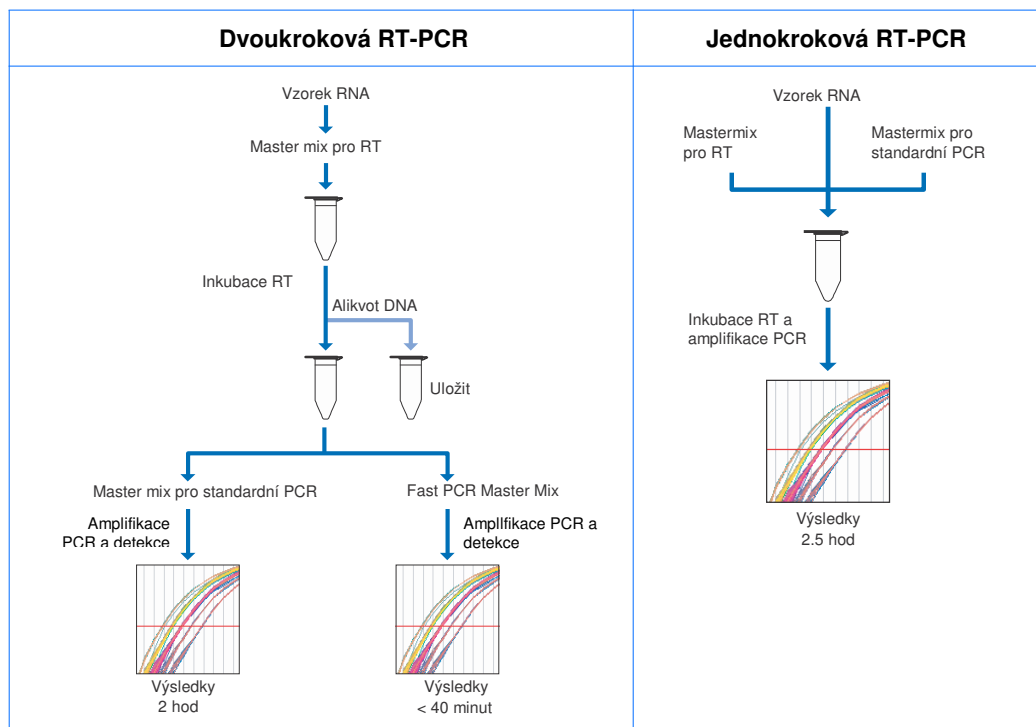 Dvoukroková RT-PCR
Vzorek RNA
Master mix pro RT
Inkubace RT
Alikvot DNA
Uložit
Master mix pro standardní PCR
Fast PCR Master Mix
Amplifikace
PCR a detekce
AmplIfikace PCR a
detekce
Výsledky
2 hod
Výsledky
< 40 minut
Jednokroková RT-PCR
Vzorek RNA
Mastermix
pro RT
Mastermix pro
standardní PCR
Inkubace RT a
amplifikace PCR
Výsledky
2.5 hod